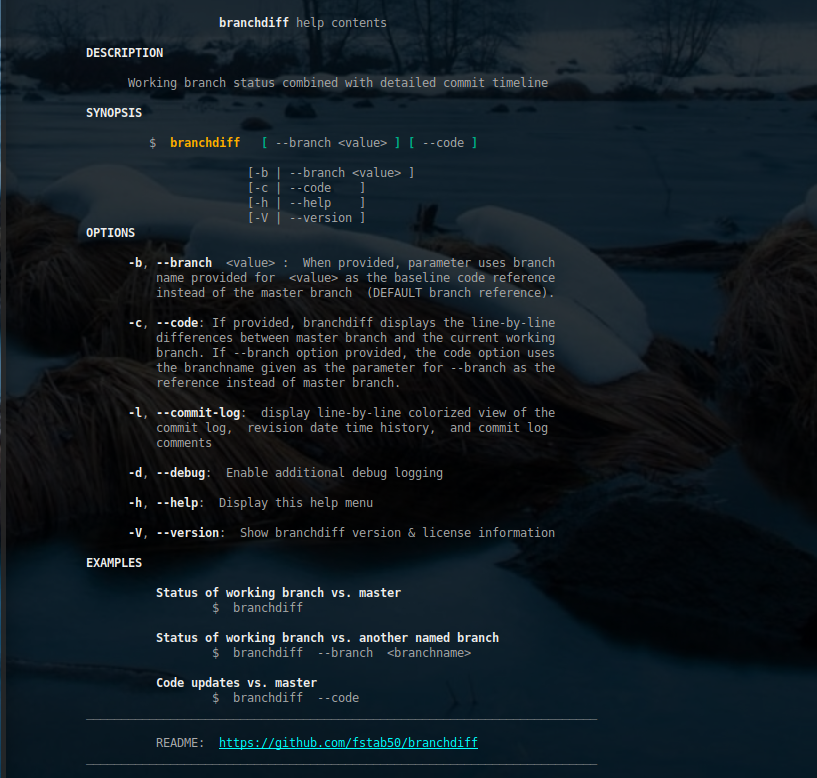 branchdiff help contents
DESCRIPTION
Working branch status combined with detailed commit timeline
SYNOPSIS
$ branchdiff [ --branch <value> ] [ --code ]
[-b | --branch <value> ]
[-c | --code ]
[-h | --help ]
[-V | --version ]
OPTIONS
-b, --branch <value> : When provided, parameter uses branch
name provided for <value> as the baseline code reference
instead of the master branch (DEFAULT branch reference).
-c, --code: If provided, branchdiff displays the line-by-line
differences between master branch and the current working
branch. If --branch option provided, the code option uses
the branchname given as the parameter for --branch as the
reference instead of master branch.
-l, --commit-log: display line-by-line colorized view of the
commit log, revision date time history, and commit log
comments
-d, --debug: Enable additional debug logging
-h, --help: Display this help menu
-V, --version: Show branchdiff version & license information
EXAMPLES
Status of working branch vs. master
$ branchdiff
Status of working branch vs. another named branch
$ branchdiff --branch <branchname>
Code updates vs. master
$ branchdiff --code
README: https://github.com/fstab50/branchdiff